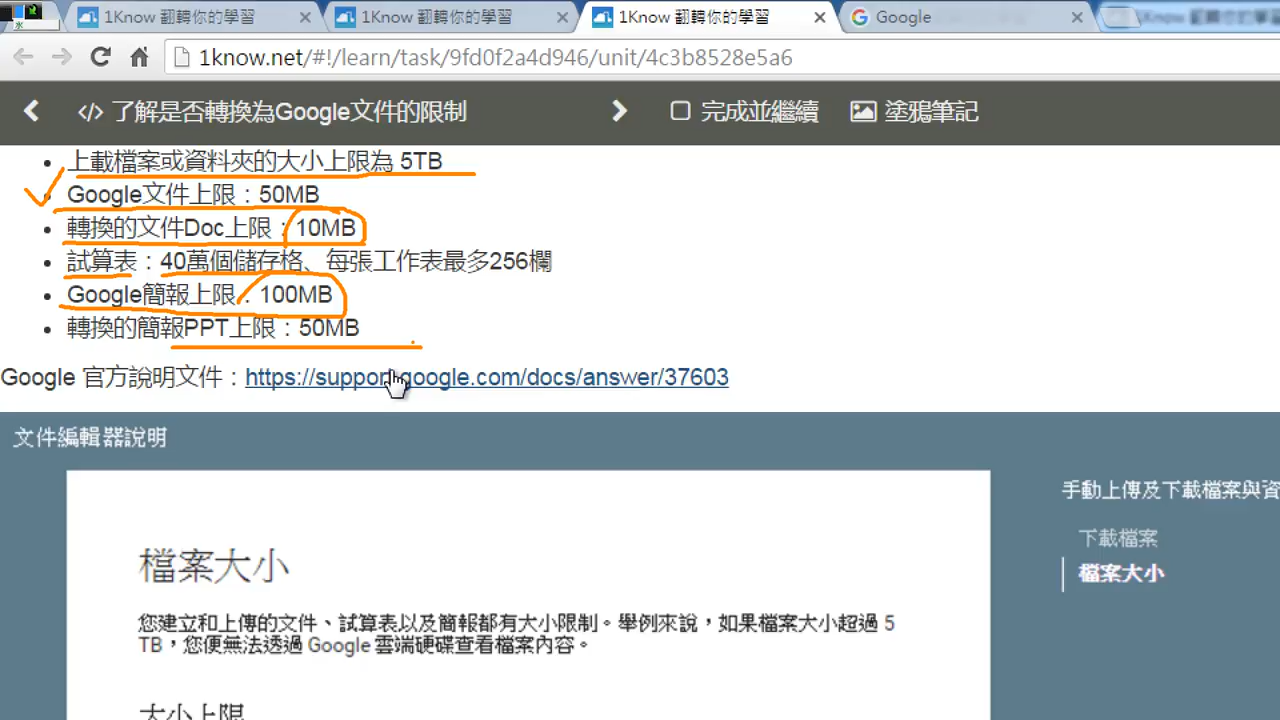 1Know 翻轉你的學習
1Know 翻轉你的學習
1Know 翻轉你的學習
Google
1know.net/#!/learn/task/9fd0f2a4d946/unit/4c3b8528e5a6
</> 了解是否轉換為Google文件的限制
完成並繼續
塗鴉筆記
上載檔案或資料夾的大小上限為 5TB
Google文件上限：50MB
轉換的文件Doc上限：10MB
試算表：40萬個儲存格、每張工作表最多256欄
Google簡報上限：100MB
轉換的簡報PPT上限：50MB
Google 官方說明文件：https://support.google.com/docs/answer/37603
文件編輯器說明
手動上傳及下載檔案與資
下載檔案
檔案大小
檔案大小
您建立和上傳的文件、試算表以及簡報都有大小限制。舉例來說，如果檔案大小超過 5
TB，您便無法透過 Google 雲端硬碟查看檔案內容。
大小上限